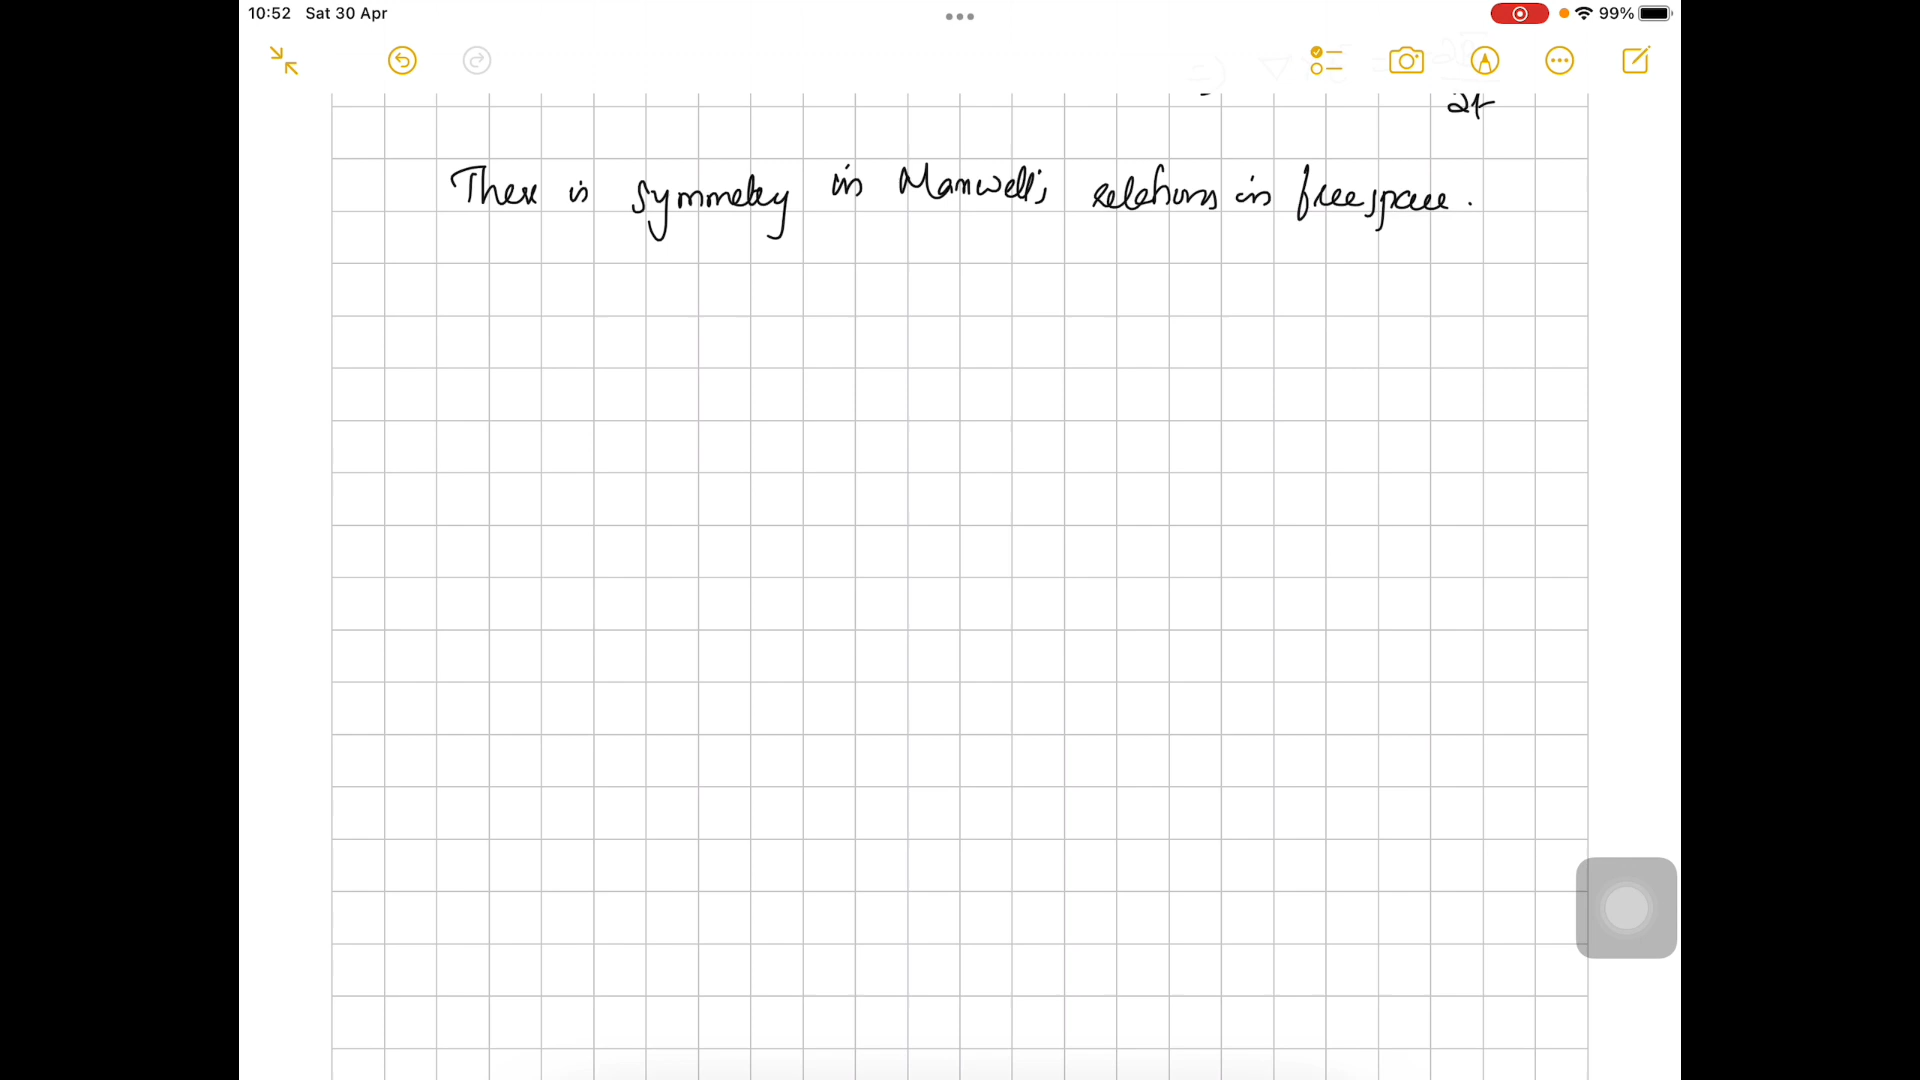 10:52 Sat 30 Apr 99%
∂t
There is symmetry in Maxwell's relations in free space.